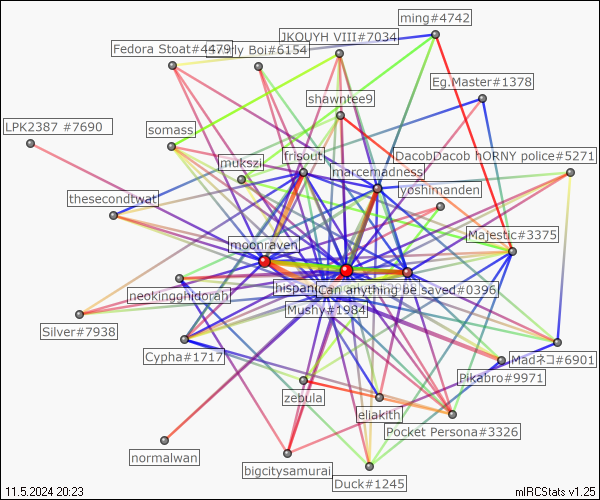 ming#4742
JKOUYH VIII#7034
Fedora Stoat#4479
Boi#6154
Eg.Master#1378
shawntee9
LPK2387 #7690
somass
frisout
DacobDacob hORNY police#5271
mukszi
marcemadness
yoshimanden
thesecondtwat
Majestic#3375
moonraven
neokingghidorah
Can anything be saved#0396
Mushy#1984
Silver#7938
Cypha#1717
Madネコ#6901
Pikabro#9971
zebula
eliakith
Pocket Persona#3326
normalwan
bigcitysamurai
Duck#1245
11.5.2024 20:23
mIRCStats v1.25